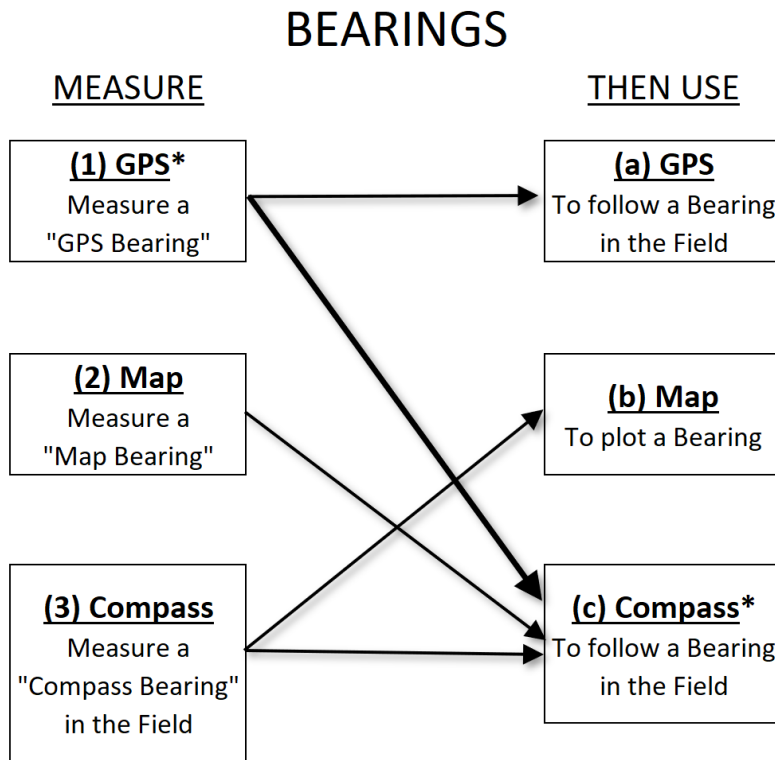 BEARINGS
MEASURE
THEN USE
(1) GPS*
Measure a
"GPS Bearing"
(a) GPS
To follow a Bearing
in the Field
(2) Map
Measure a
"Map Bearing"
(b) Map
To plot a Bearing
(3) Compass
Measure a
"Compass Bearing"
in the Field
(c) Compass*
To follow a Bearing
in the Field